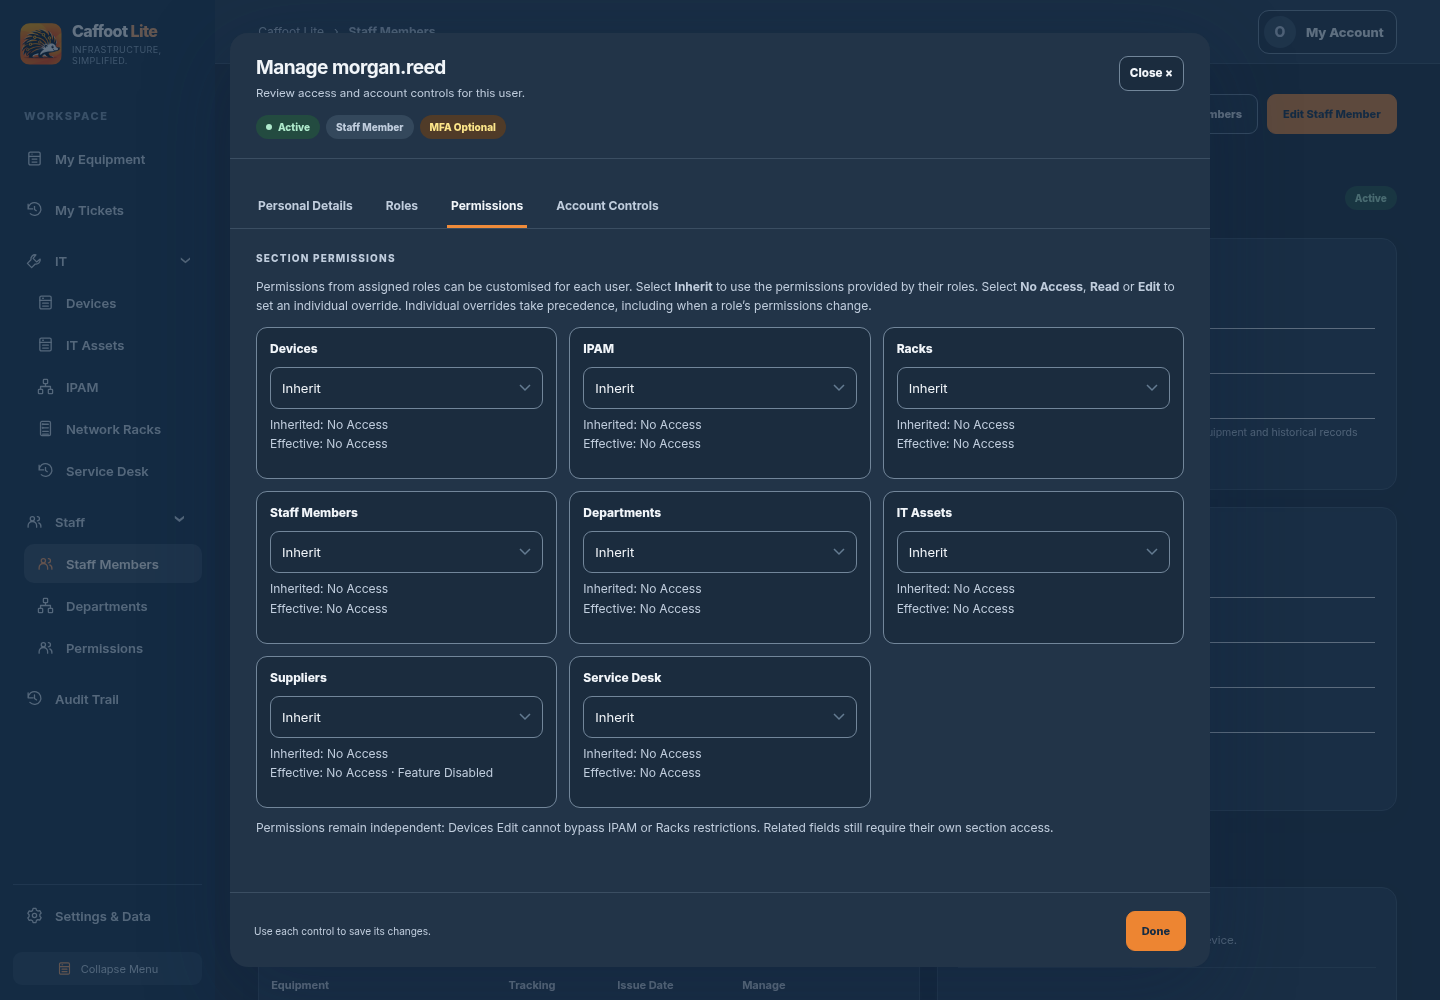 Caffoot Lite
INFRASTRUCTURE,
SIMPLIFIED.
WORKSPACE
My Equipment
My Tickets
IT
Devices
IT Assets
IPAM
Network Racks
Service Desk
Staff
Staff Members
Departments
Permissions
Audit Trail
Settings & Data
Collapse Menu
Caffoot Lite › Staff Members
O My Account
Edit Staff Member
Active
Manage morgan.reed
Close ×
Review access and account controls for this user.
Active Staff Member MFA Optional
Personal Details Roles Permissions Account Controls
SECTION PERMISSIONS
Permissions from assigned roles can be customised for each user. Select Inherit to use the permissions provided by their roles. Select No Access, Read or Edit to
set an individual override. Individual overrides take precedence, including when a role's permissions change.
Devices
Inherit
Inherited: No Access
Effective: No Access
IPAM
Inherit
Inherited: No Access
Effective: No Access
Racks
Inherit
Inherited: No Access
Effective: No Access
Staff Members
Inherit
Inherited: No Access
Effective: No Access
Departments
Inherit
Inherited: No Access
Effective: No Access
IT Assets
Inherit
Inherited: No Access
Effective: No Access
Suppliers
Inherit
Inherited: No Access
Effective: No Access · Feature Disabled
Service Desk
Inherit
Inherited: No Access
Effective: No Access
Permissions remain independent: Devices Edit cannot bypass IPAM or Racks restrictions. Related fields still require their own section access.
Use each control to save its changes.
Done
and historical records
Equipment Tracking Issue Date Manage